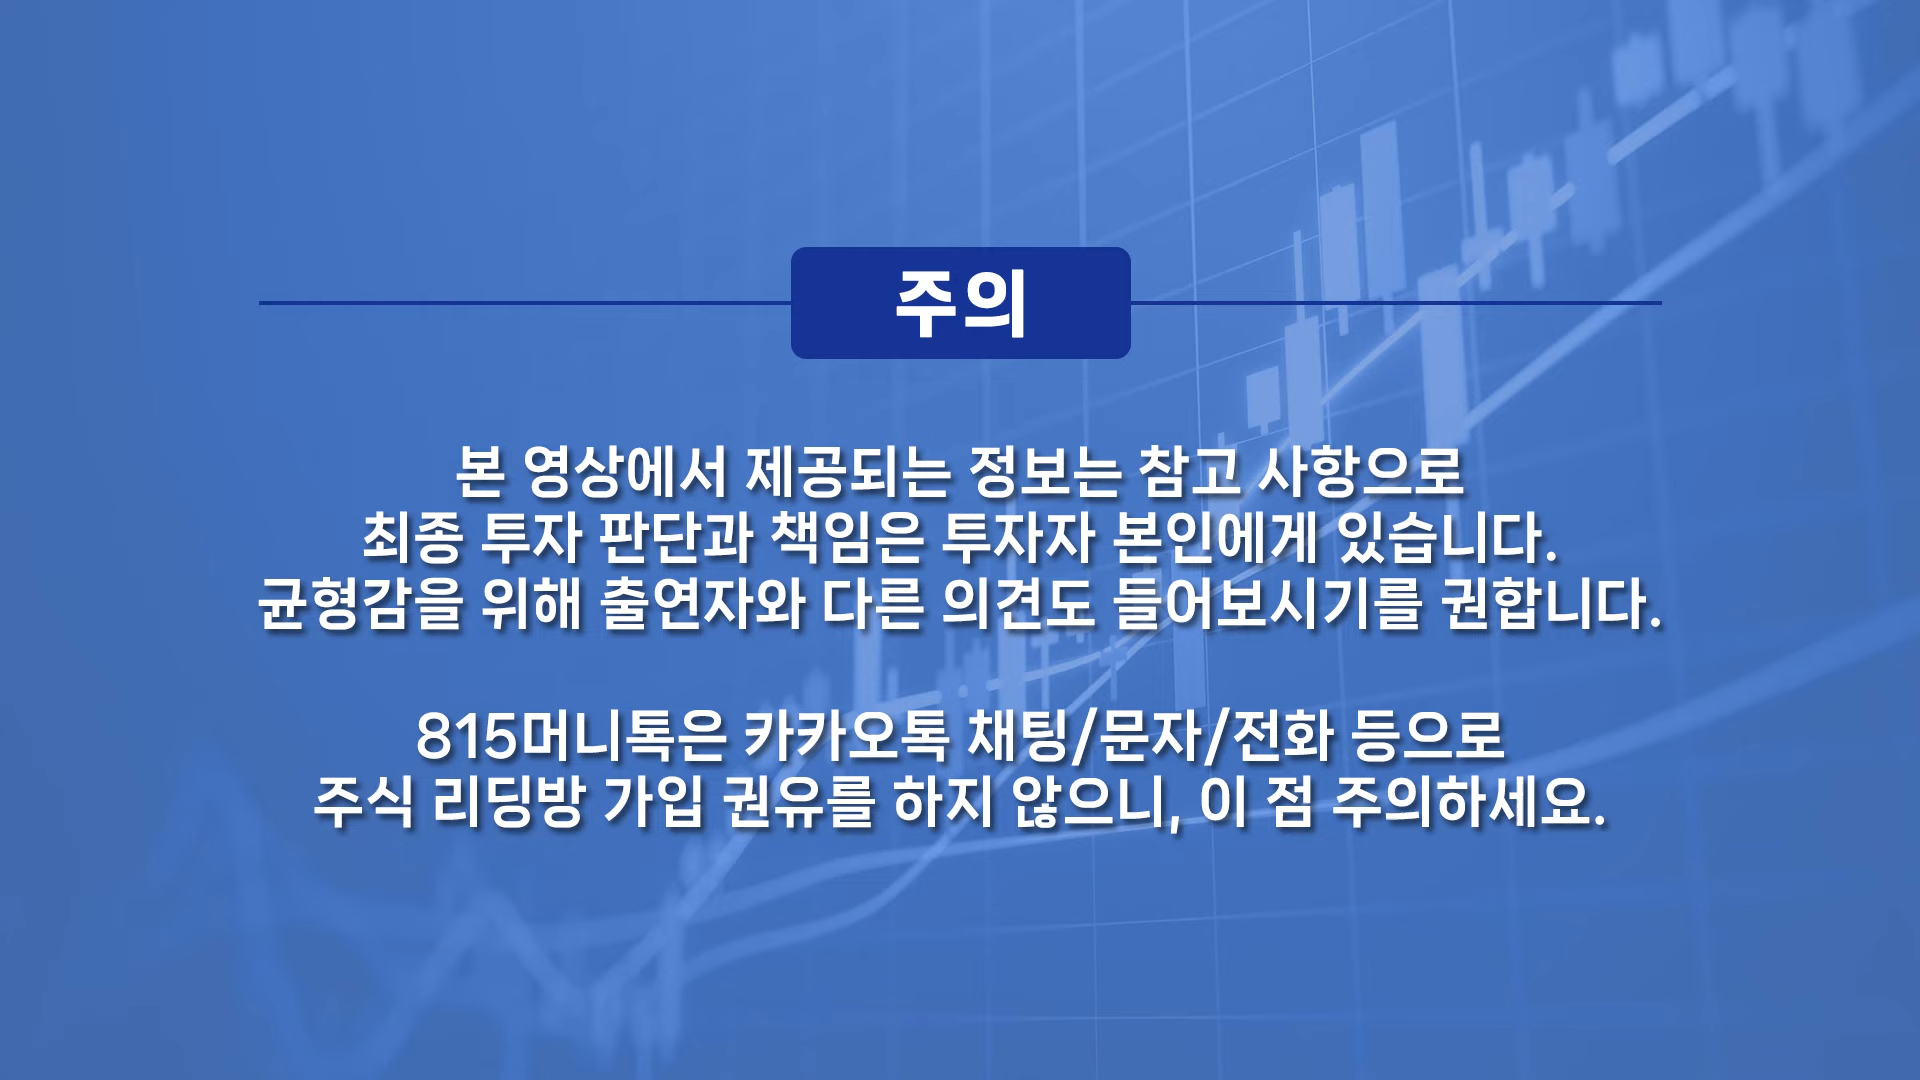 주의
본 영상에서 제공되는 정보는 참고 사항으로
최종 투자 판단과 책임은 투자자 본인에게 있습니다.
균형감을 위해 출연자와 다른 의견도 들어보시기를 권합니다.
815머니톡은 카카오톡 채팅/문자/전화 등으로
주식 리딩방 가입 권유를 하지 않으니, 이 점 주의하세요.